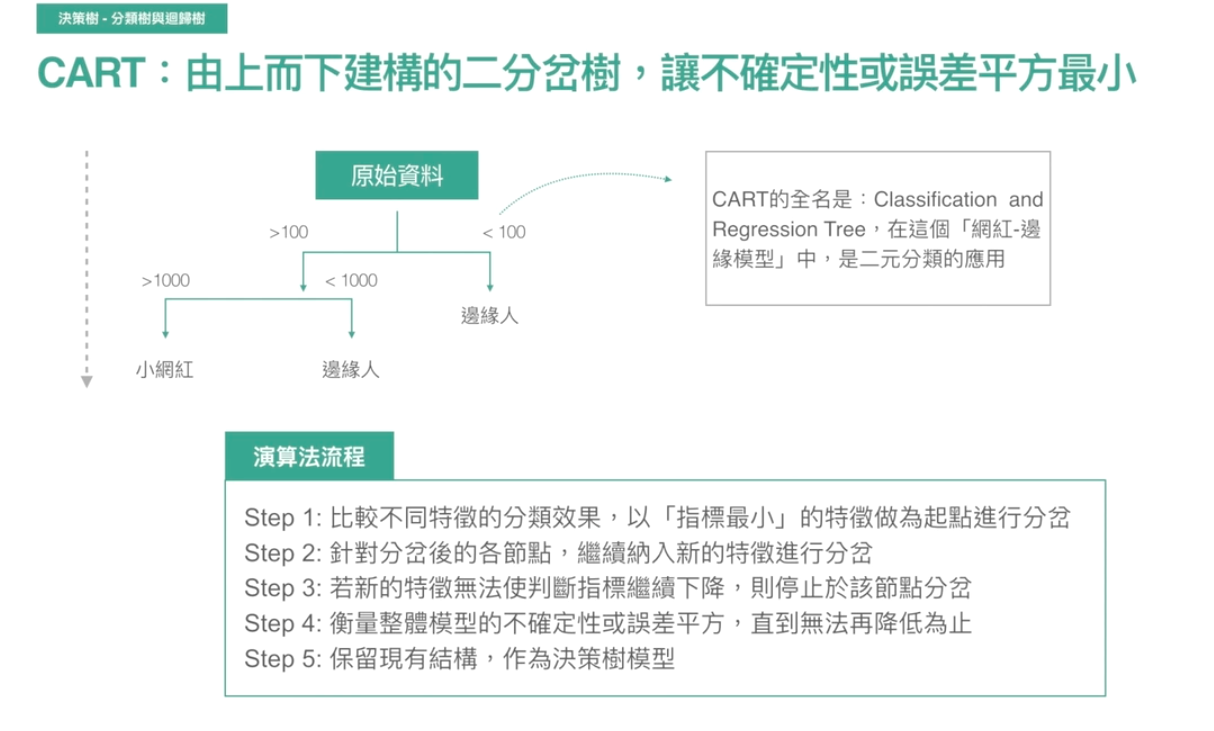 決策樹 - 分類樹與迴歸樹
CART：由上而下建構的二分岔樹，讓不確定性或誤差平方最小
原始資料
>100
< 100
>1000
< 1000
邊緣人
小網紅
邊緣人
CART的全名是：Classification and
Regression Tree，在這個「網紅-邊
緣模型」中，是二元分類的應用
演算法流程
Step 1: 比較不同特徵的分類效果，以「指標最小」的特徵做為起點進行分岔
Step 2: 針對分岔後的各節點，繼續納入新的特徵進行分岔
Step 3: 若新的特徵無法使判斷指標繼續下降，則停止於該節點分岔
Step 4: 衡量整體模型的不確定性或誤差平方，直到無法再降低為止
Step 5: 保留現有結構，作為決策樹模型